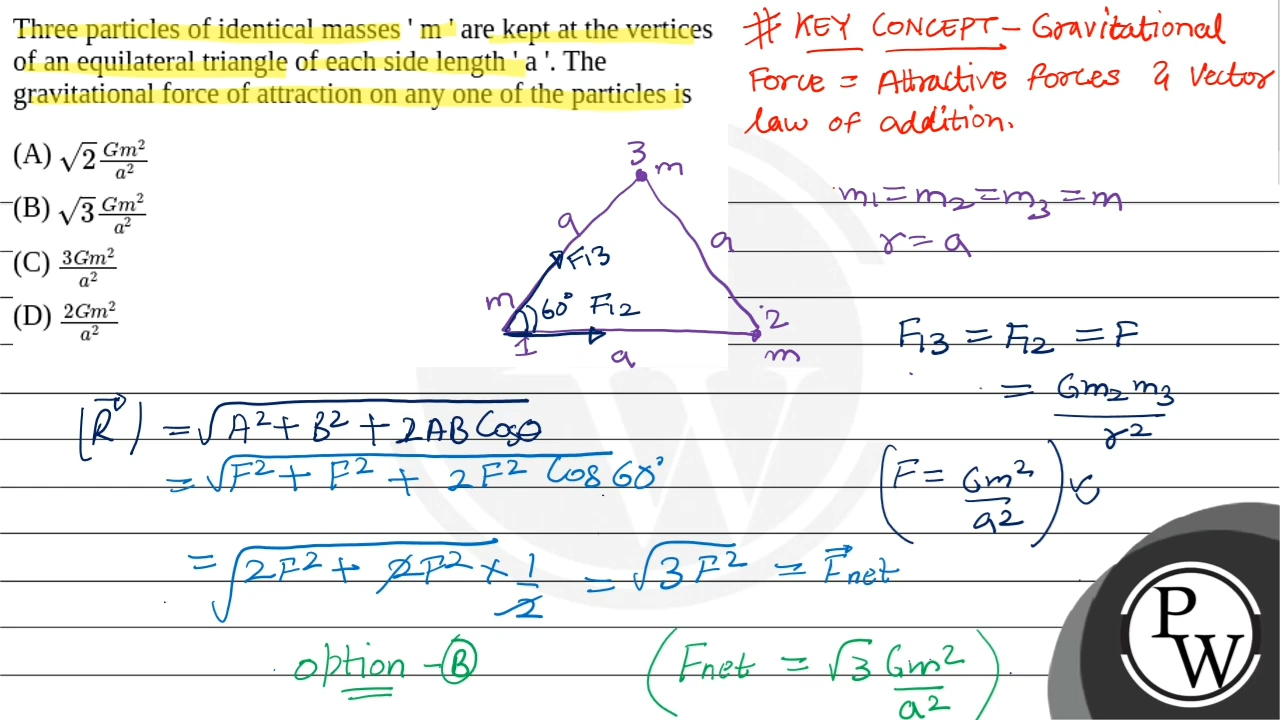 Three particles of identical masses ' m ' are kept at the vertices
of an equilateral triangle of each side length ' a '. The
gravitational force of attraction on any one of the particles is
(A) √2 Gm²/a²
(B) √3 Gm²/a²
(C) 3Gm²/a²
(D) 2Gm²/a²
# KEY CONCEPT - Gravitational
Force = Attractive forces & Vector
law of addition.
3 m
a
a
F13
m
60° F12
1
2
a
m
m1 = m2 = m3 = m
r = a
F13 = F12 = F
= Gm2 m3/r2
(F = Gm²/a2)
|R| = √A² + B² + 2AB Cosθ
= √F² + F² + 2F² Cos 60°
= √2F² + 2F² × 1/2 = √3F² = Fnet
option - B
(Fnet = √3 Gm²/a2)
P
W